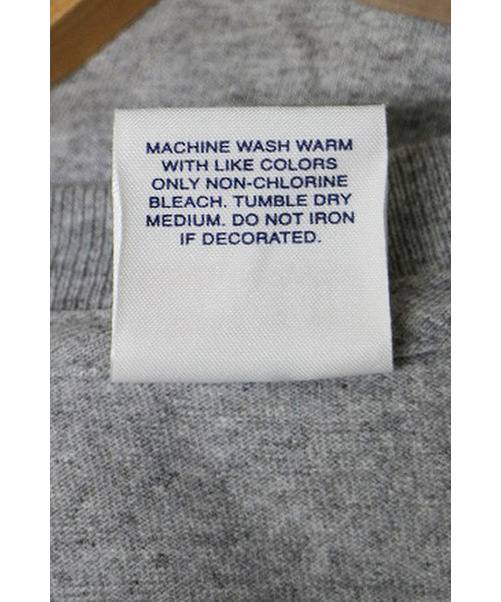 MACHINE WASH WARM
WITH LIKE COLORS
ONLY NON-CHLORINE
BLEACH. TUMBLE DRY
MEDIUM. DO NOT IRON
IF DECORATED.